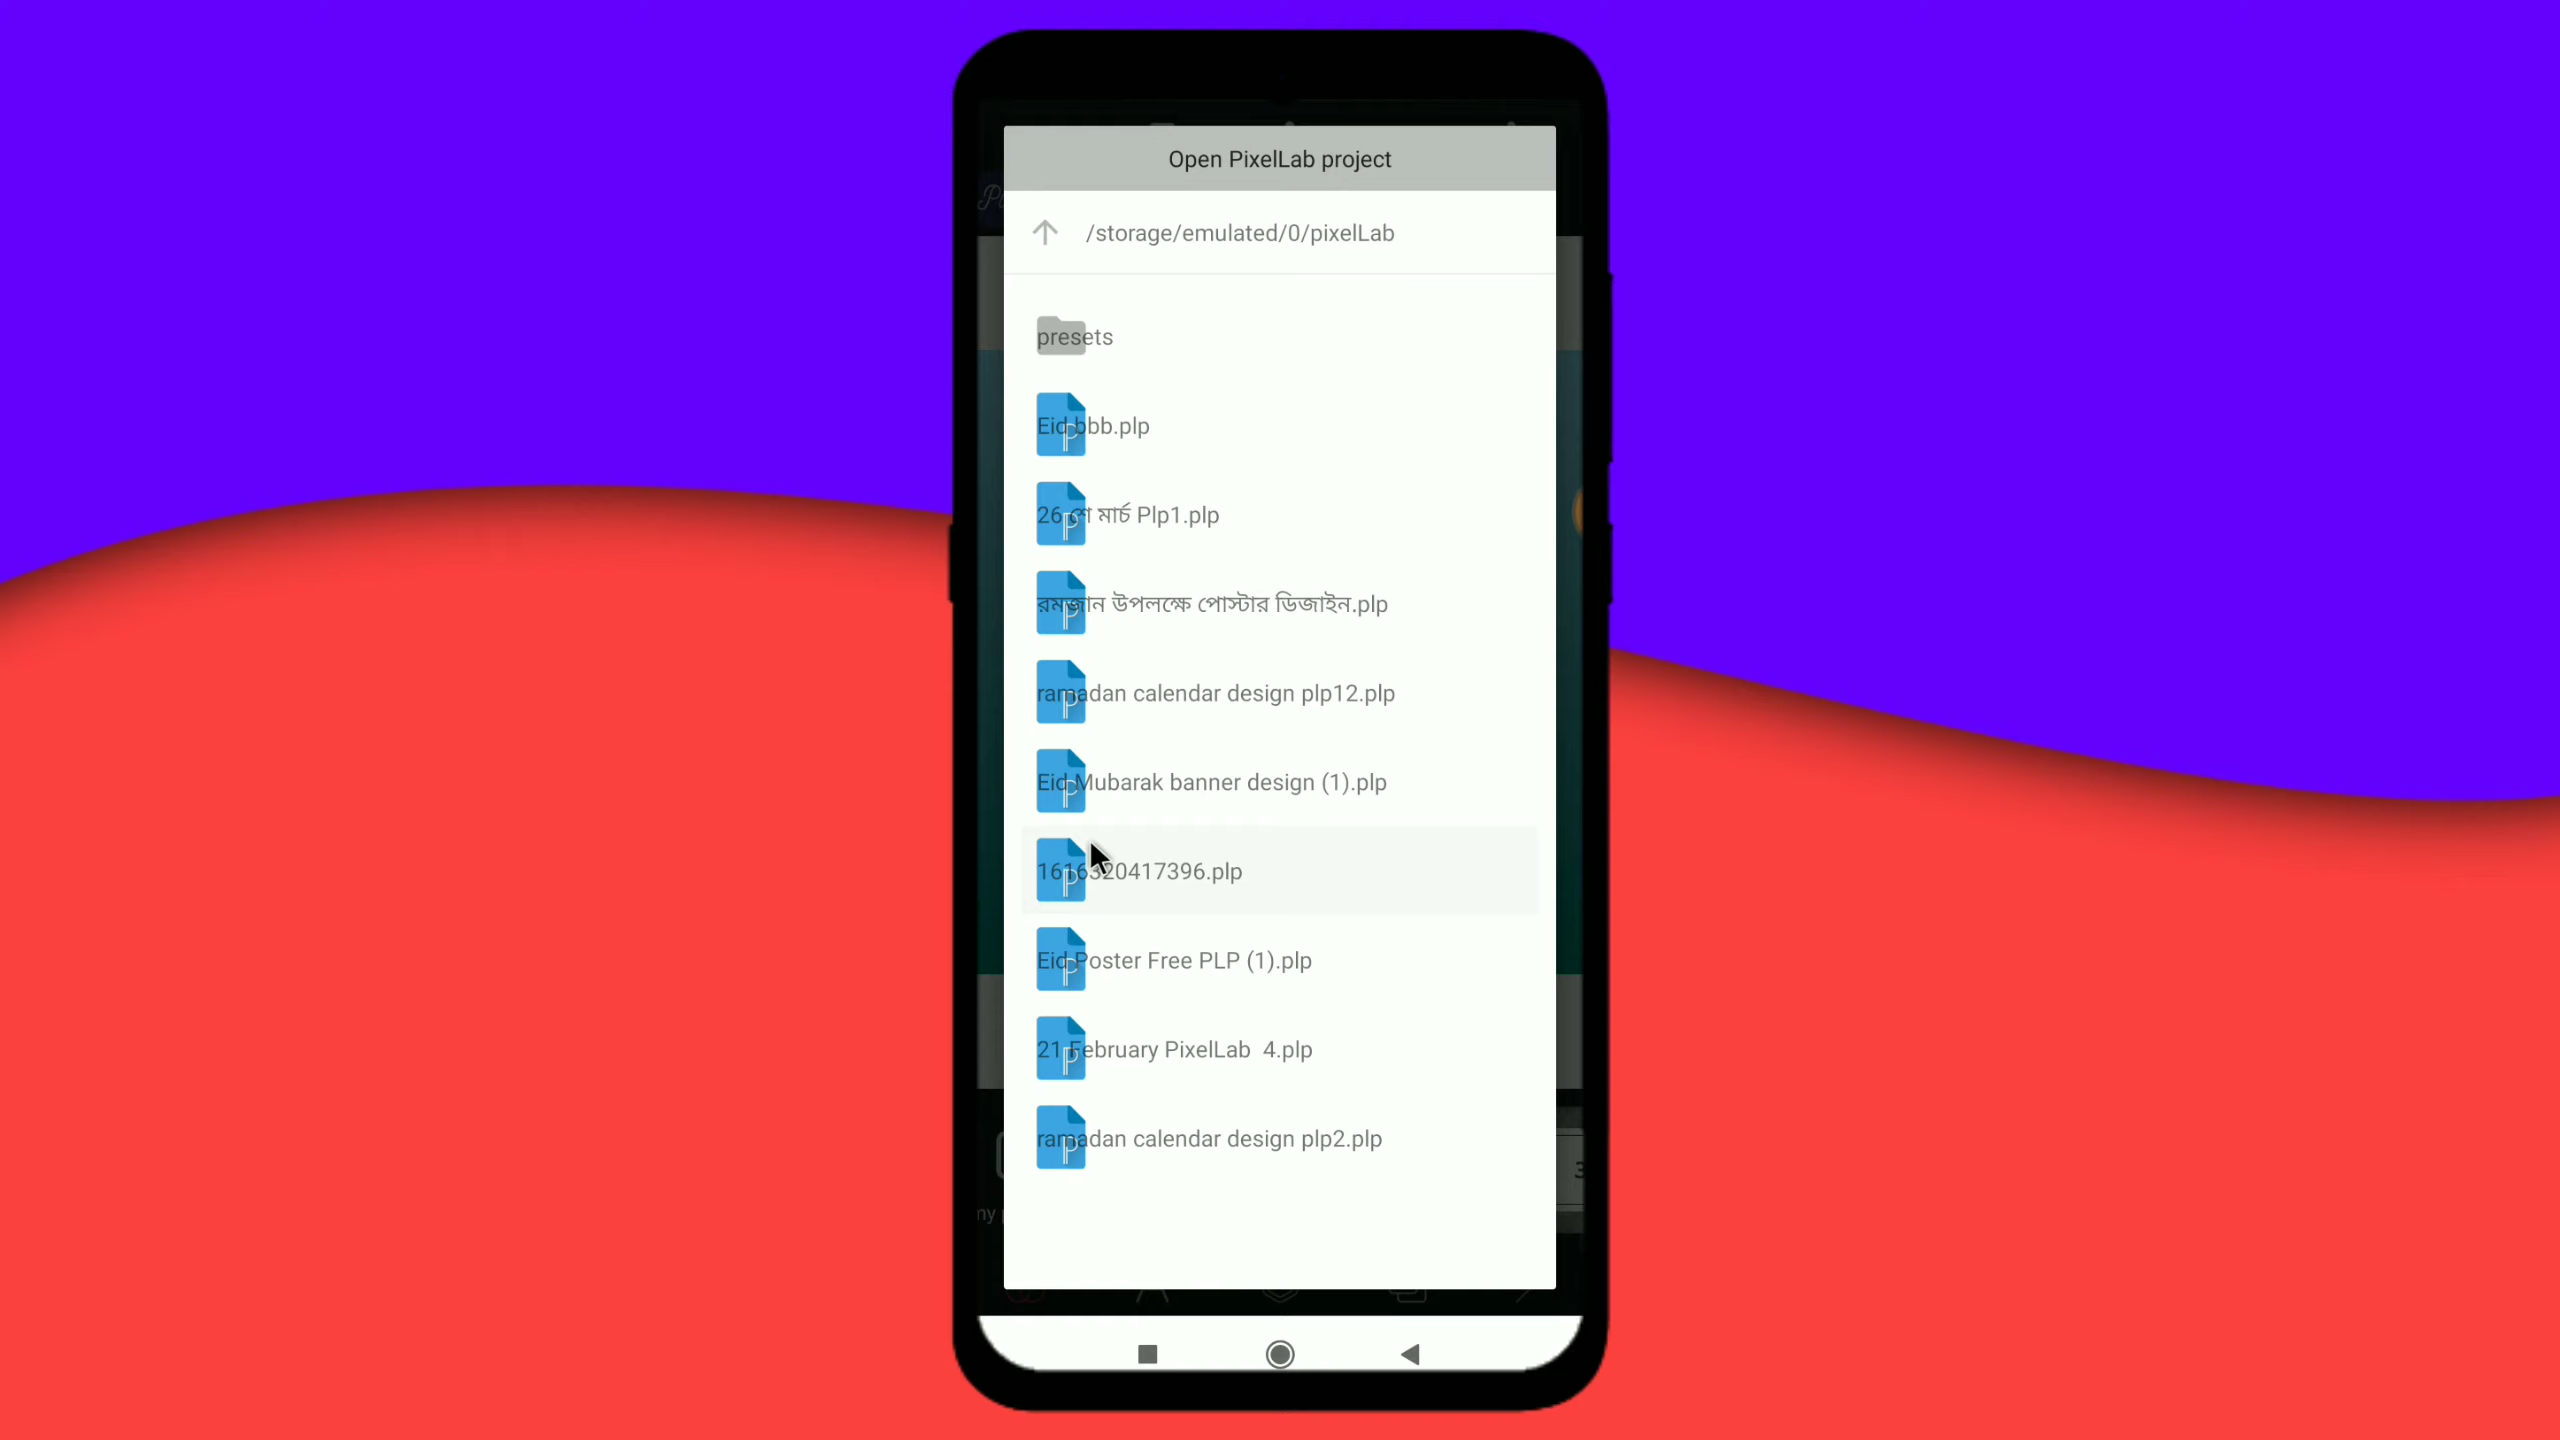 Open PixelLab project
/storage/emulated/0/pixelLab
presets
Eid bbb.plp
26 শে মার্চ Plp1.plp
রমজান উপলক্ষে পোস্টার ডিজাইন.plp
ramadan calendar design plp12.plp
Eid Mubarak banner design (1).plp
1616320417396.plp
Eid Poster Free PLP (1).plp
21 February PixelLab  4.plp
ramadan calendar design plp2.plp
my
3